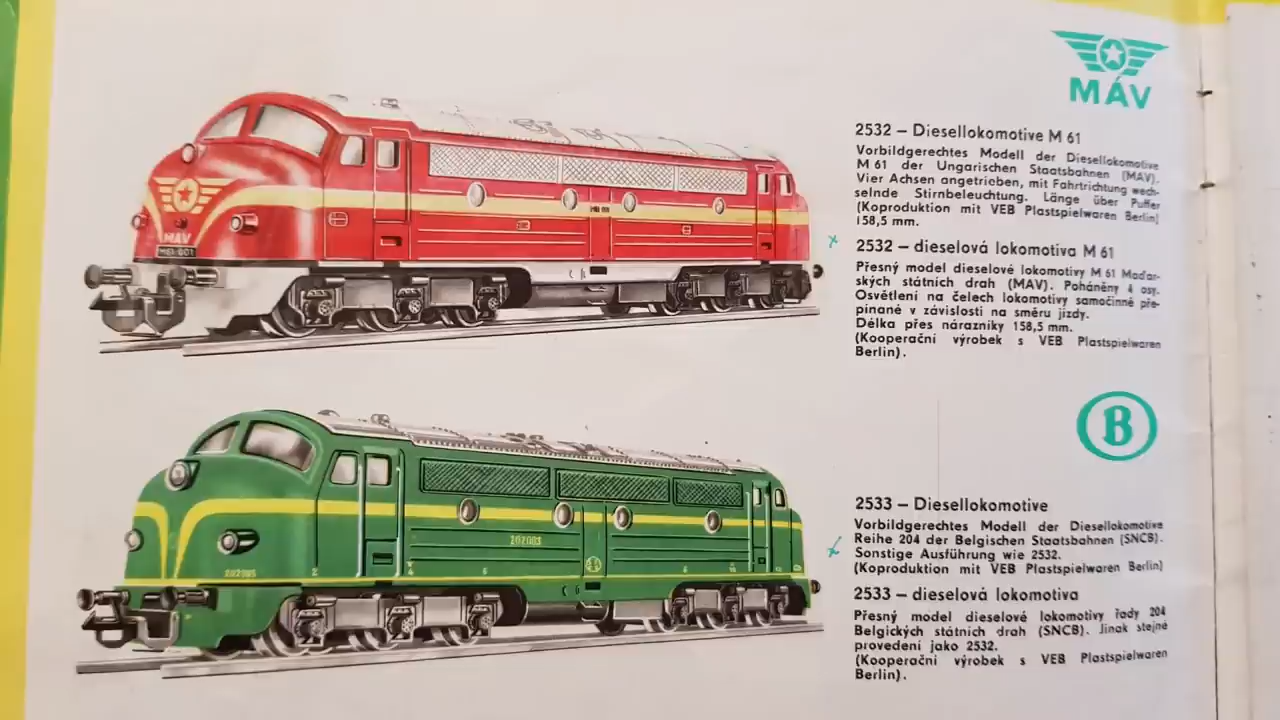 MÁV
2532 – Diesellokomotive M 61
Vorbildgerechtes Modell der Diesellokomotive
M 61 der Ungarischen Staatsbahnen (MAV).
Vier Achsen angetrieben, mit Fahrtrichtung wech-
selnde Stirnbeleuchtung. Länge über Puffer
(Koproduktion mit VEB Plastspielwaren Berlin)
158,5 mm.
2532 – dieselová lokomotiva M 61
Přesný model dieselové lokomotivy M 61 Maďar-
ských státních drah (MAV). Poháněny 4 osy.
Osvětlení na čelech lokomotivy samočinně pře-
pínané v závislosti na směru jízdy.
Délka přes nárazníky 158,5 mm.
(Kooperační výrobek s VEB Plastspielwaren
Berlin).
MÁV
M61-001
B
2533 – Diesellokomotive
Vorbildgerechtes Modell der Diesellokomotive
Reihe 204 der Belgischen Staatsbahnen (SNCB).
Sonstige Ausführung wie 2532.
(Koproduktion mit VEB Plastspielwaren Berlin)
2533 – dieselová lokomotiva
Přesný model dieselové lokomotivy řady 204
Belgických státních drah (SNCB). Jinak stejné
provedení jako 2532.
(Kooperační výrobek s VEB Plastspielwaren
Berlin).
202003